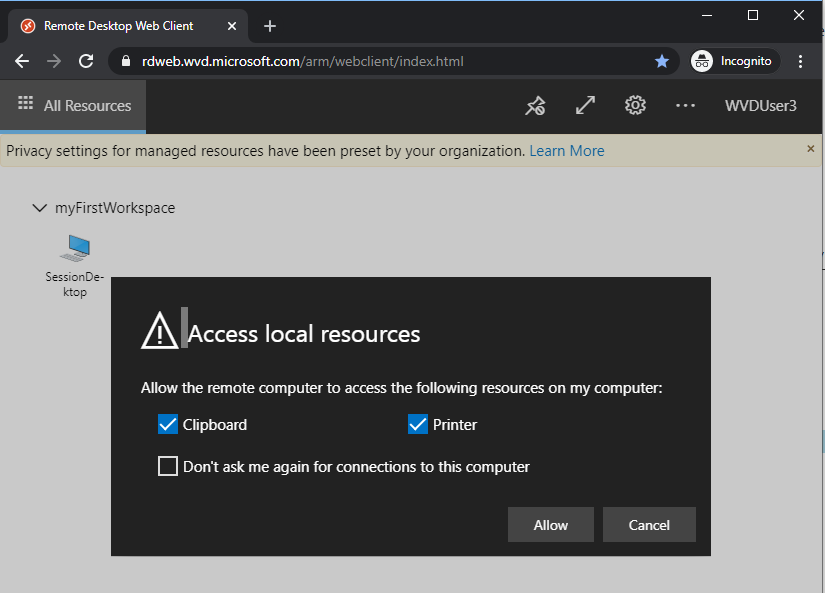 Remote Desktop Web Client
rdweb.wvd.microsoft.com/arm/webclient/index.html
Incognito
All Resources
WVDUser3
Privacy settings for managed resources have been preset by your organization. Learn More
myFirstWorkspace
SessionDe-
ktop
Access local resources
Allow the remote computer to access the following resources on my computer:
Clipboard Printer
Don't ask me again for connections to this computer
Allow Cancel